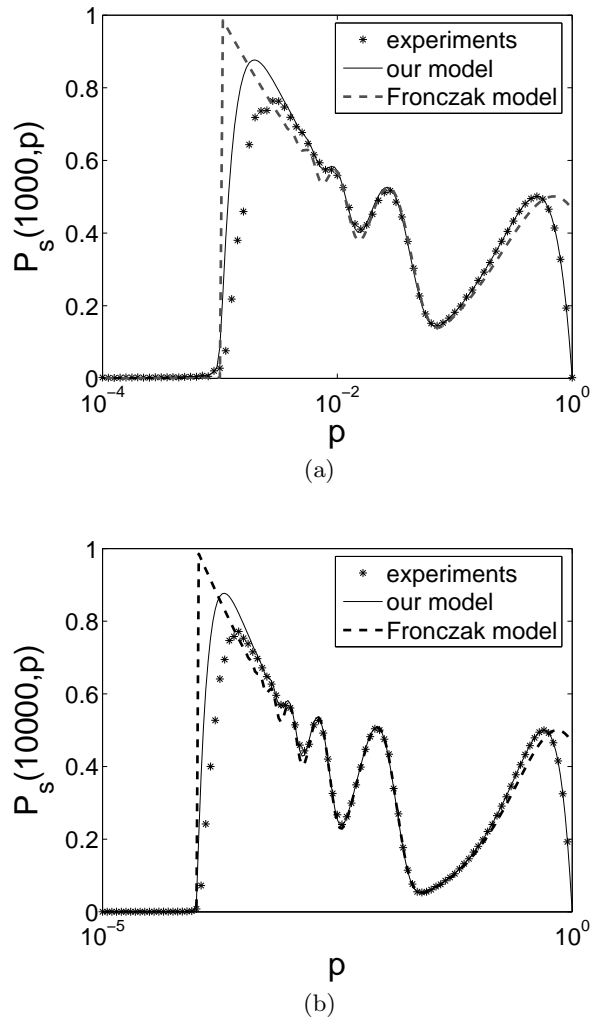 1
0.8
0.6
0.4
0.2
0
P_s(1000,p)
experiments
our model
Fronczak model
10^-4
10^-2
10^0
p
(a)
1
0.8
0.6
0.4
0.2
0
P_s(10000,p)
experiments
our model
Fronczak model
10^-5
10^0
p
(b)